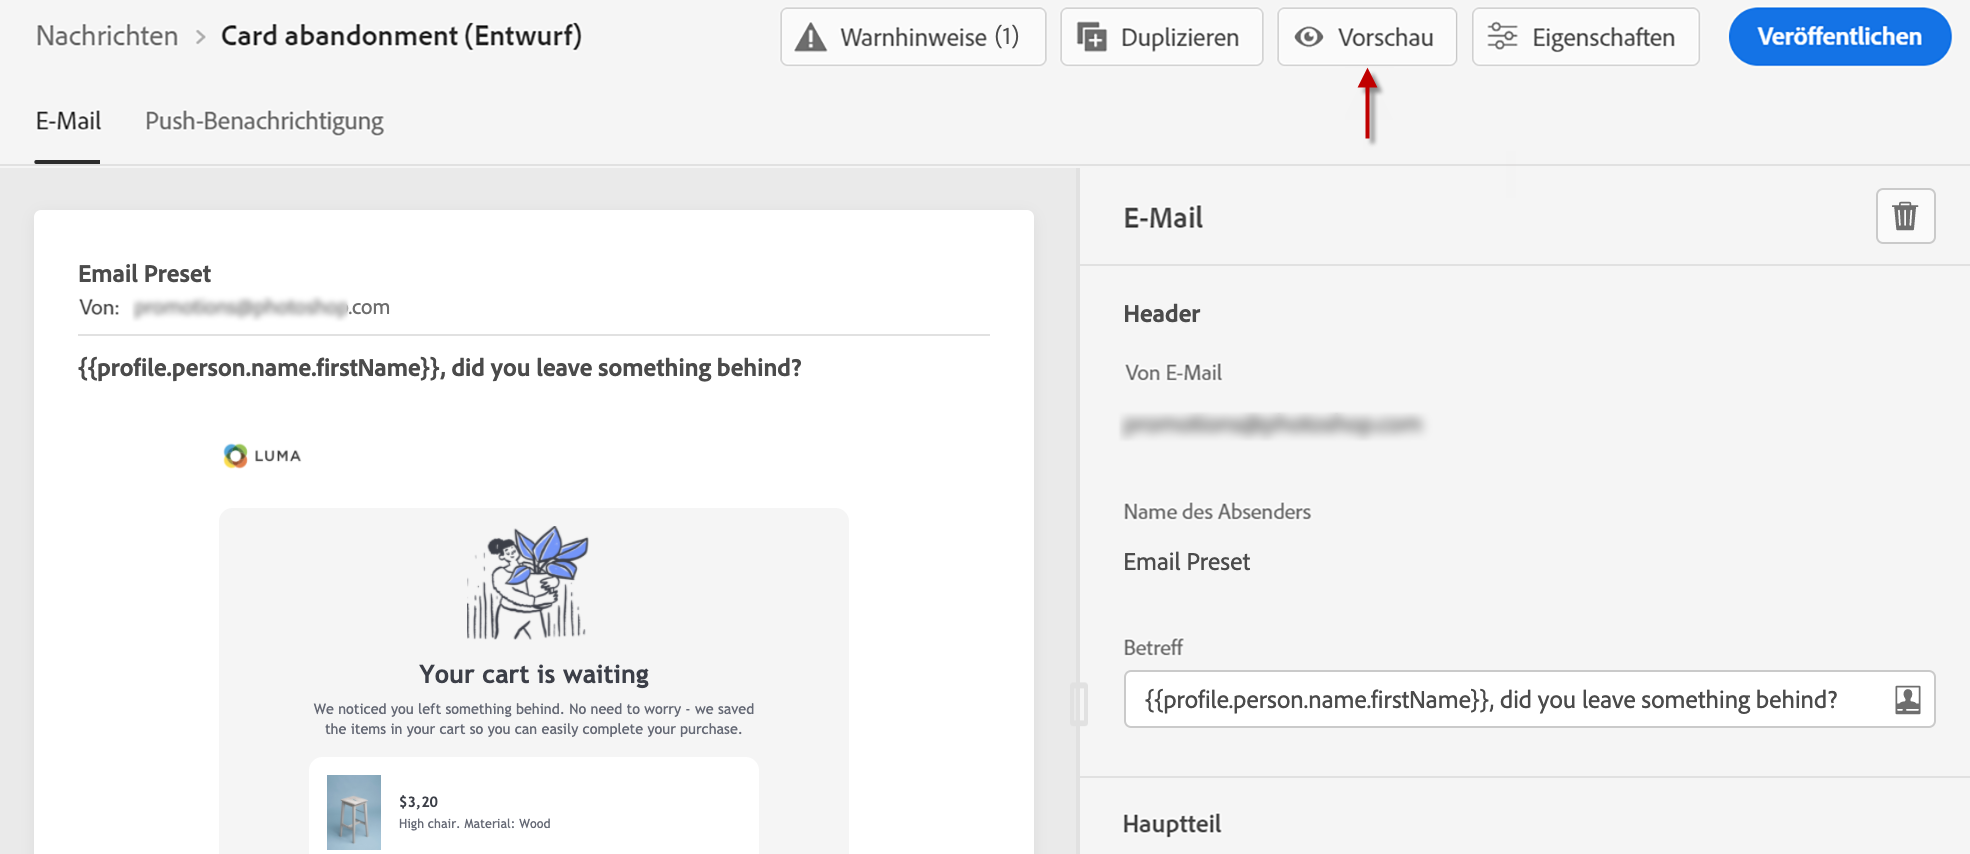 Nachrichten > Card abandonment (Entwurf)
Warnhinweise (1)
Duplizieren
Vorschau
Eigenschaften
Veröffentlichen
E-Mail
Push-Benachrichtigung
Email Preset
Von: .com
{{profile.person.name.firstName}}, did you leave something behind?
LUMA
Your cart is waiting
We noticed you left something behind. No need to worry - we saved
the items in your cart so you can easily complete your purchase.
$3,20
High chair. Material: Wood
E-Mail
Header
Von E-Mail
Name des Absenders
Email Preset
Betreff
{{profile.person.name.firstName}}, did you leave something behind?
Hauptteil